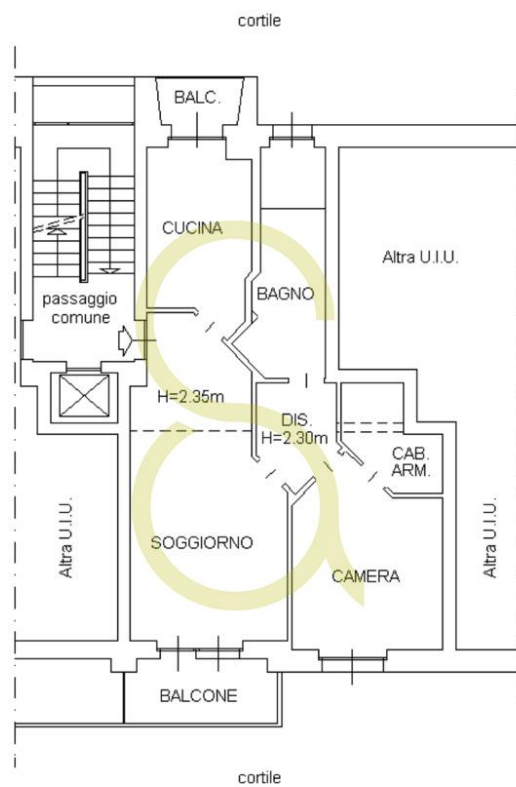 cortile
BALC.
CUCINA
Altra U.I.U.
BAGNO
passaggio
comune
H=2.35m
DIS.
H=2.30m
CAB.
ARM.
Altra U.I.U.
SOGGIORNO
CAMERA
Altra U.I.U.
BALCONE
cortile